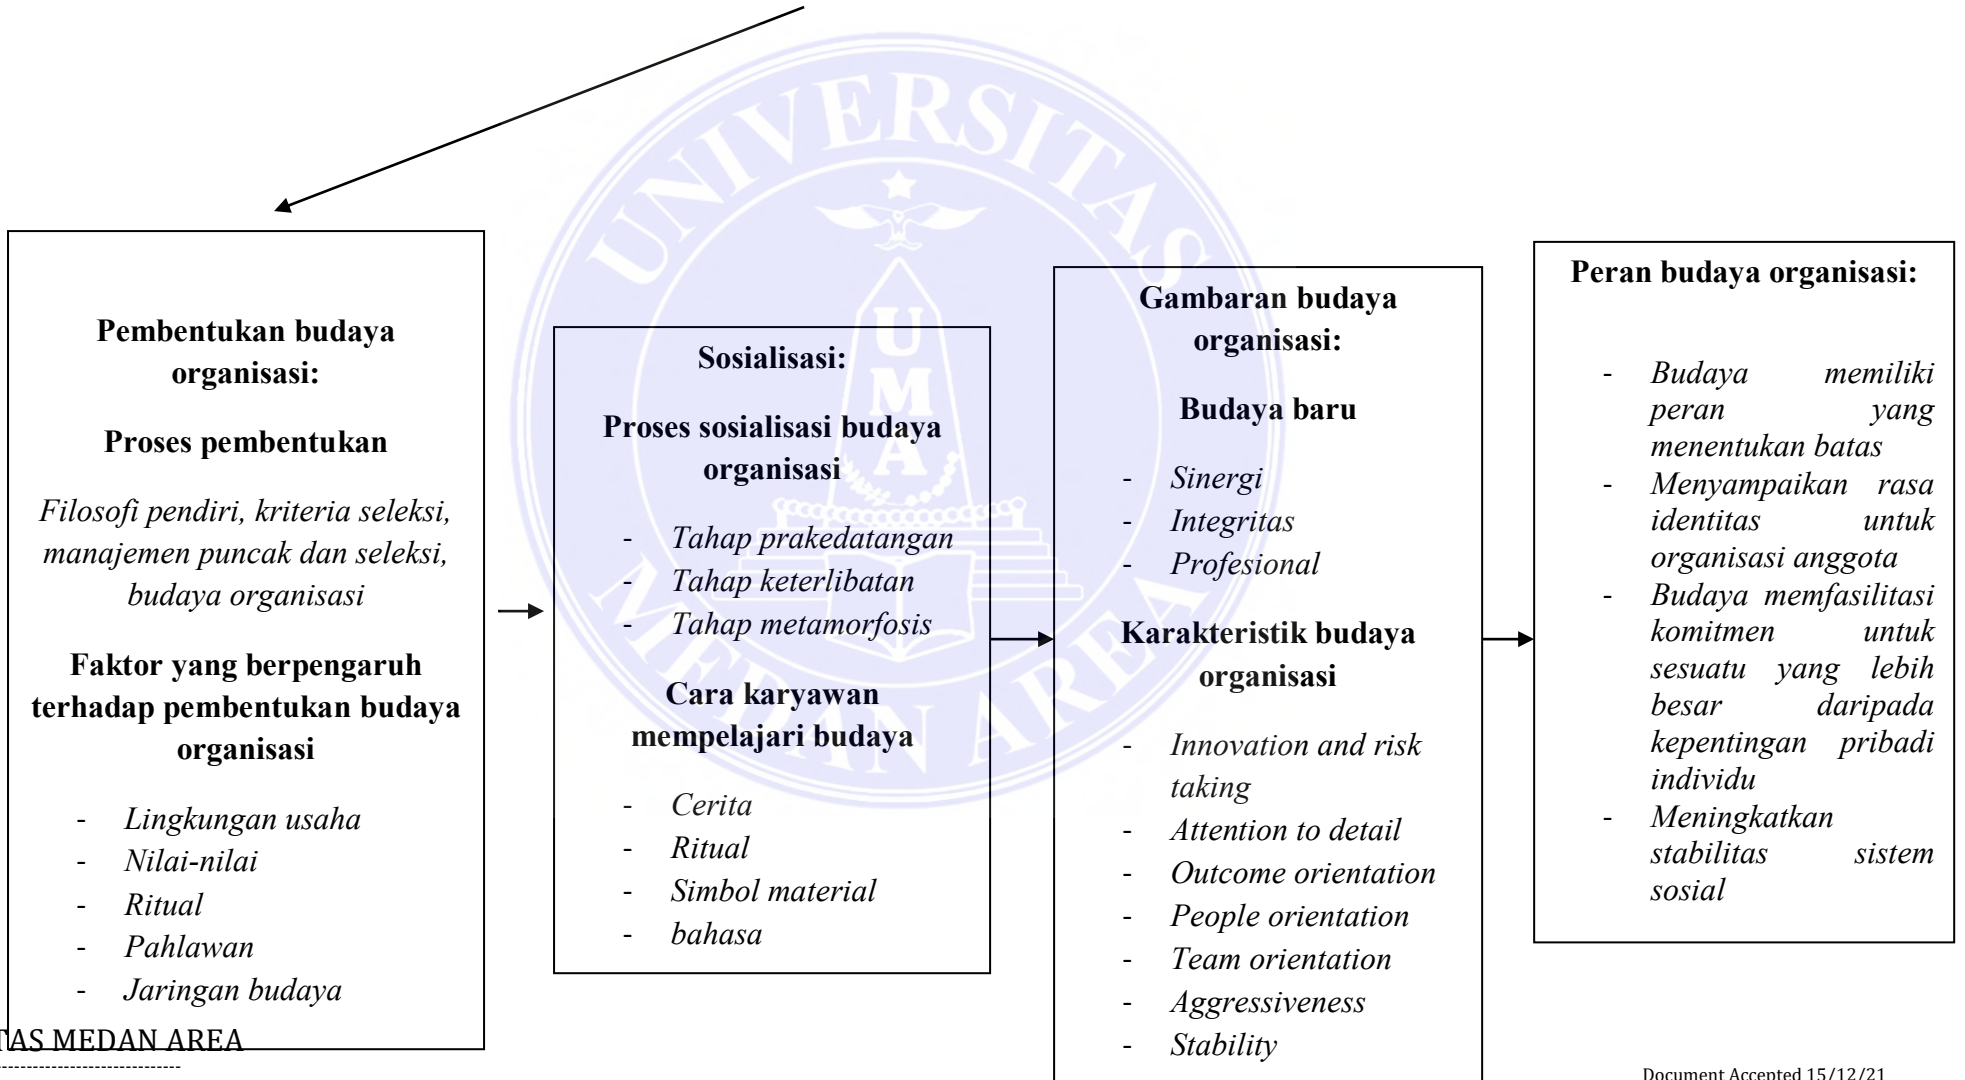 UNIVERSITAS
UMA
MEDAN AREA
Pembentukan budaya
organisasi:
Proses pembentukan
Filosofi pendiri, kriteria seleksi,
manajemen puncak dan seleksi,
budaya organisasi
Faktor yang berpengaruh
terhadap pembentukan budaya
organisasi
- Lingkungan usaha
- Nilai-nilai
- Ritual
- Pahlawan
- Jaringan budaya
Sosialisasi:
Proses sosialisasi budaya
organisasi
- Tahap prakedatangan
- Tahap keterlibatan
- Tahap metamorfosis
Cara karyawan
mempelajari budaya
- Cerita
- Ritual
- Simbol material
- bahasa
Gambaran budaya
organisasi:
Budaya baru
- Sinergi
- Integritas
- Profesional
Karakteristik budaya
organisasi
- Innovation and risk
taking
- Attention to detail
- Outcome orientation
- People orientation
- Team orientation
- Aggressiveness
- Stability
Peran budaya organisasi:
- Budaya memiliki
peran yang
menentukan batas
- Menyampaikan rasa
identitas untuk
organisasi anggota
- Budaya memfasilitasi
komitmen untuk
sesuatu yang lebih
besar daripada
kepentingan pribadi
individu
- Meningkatkan
stabilitas sistem
sosial
TAS MEDAN AREA
Document Accepted 15/12/21